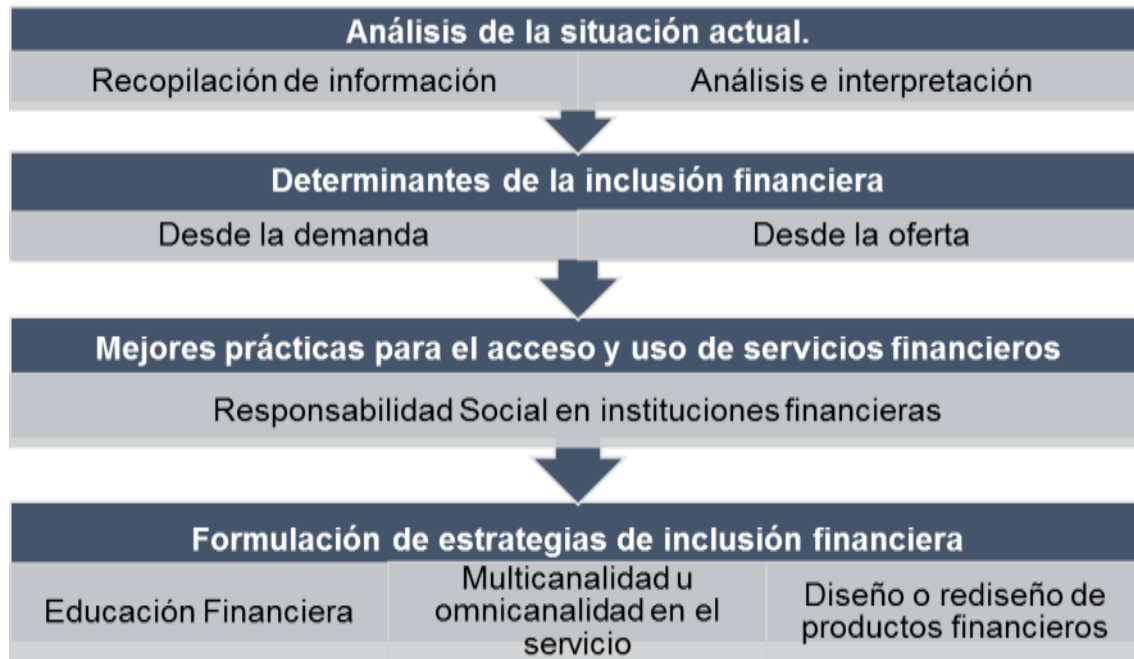 Análisis de la situación actual.
Recopilación de información
Análisis e interpretación
Determinantes de la inclusión financiera
Desde la demanda
Desde la oferta
Mejores prácticas para el acceso y uso de servicios financieros
Responsabilidad Social en instituciones financieras
Formulación de estrategias de inclusión financiera
Educación Financiera
Multicanalidad u
omnicanalidad en el
servicio
Diseño o rediseño de
productos financieros